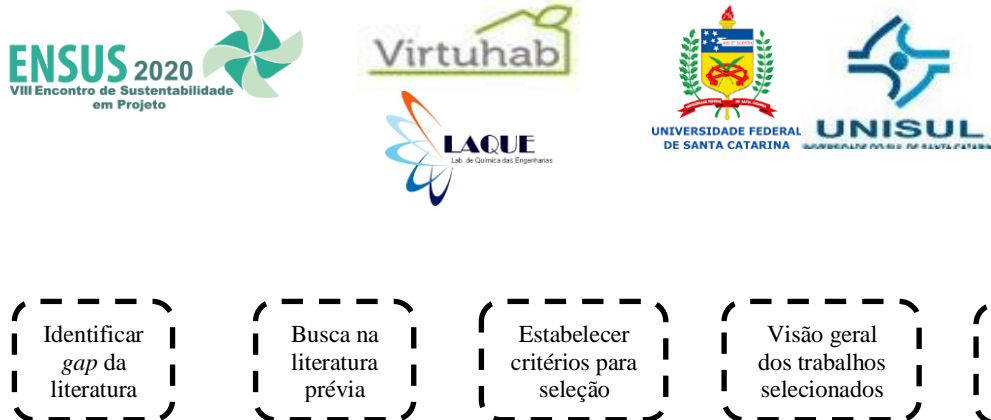 ENSUS 2020
VIII Encontro de Sustentabilidade
em Projeto
Virtuhab
LAQUE
Lab. de Química das Engenharias
UNIVERSIDADE FEDERAL
DE SANTA CATARINA
UNISUL
Identificar
gap da
literatura
Busca na
literatura
prévia
Estabelecer
critérios para
seleção
Visão geral
dos trabalhos
selecionados